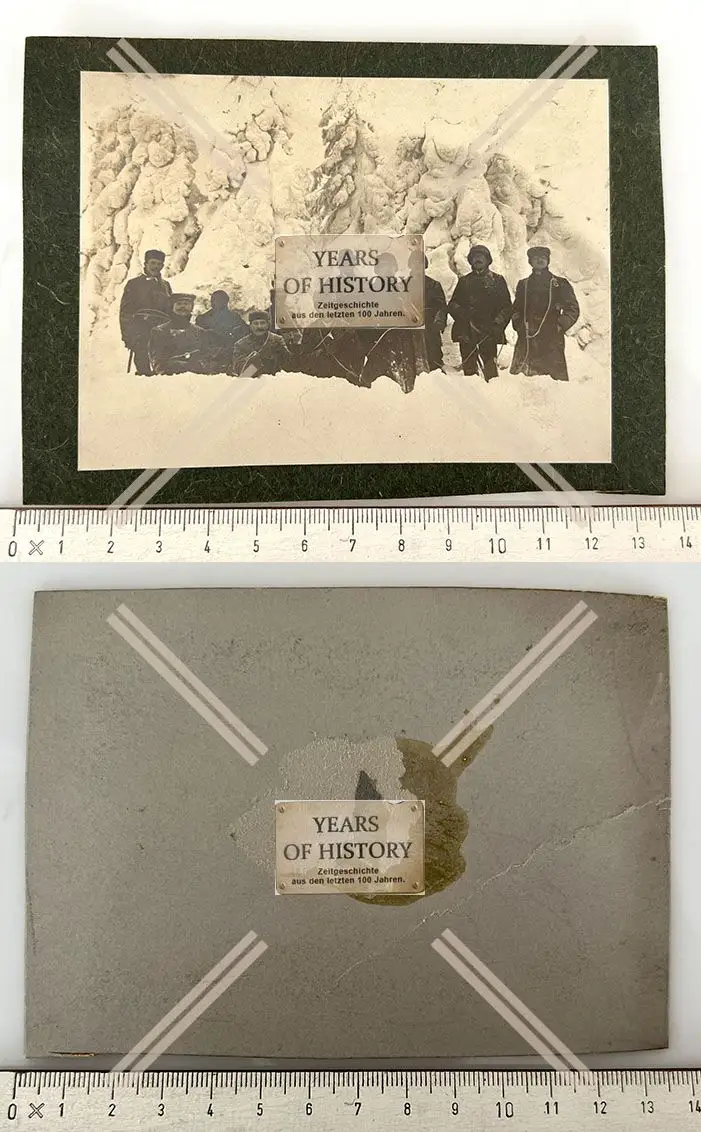 YEARS
OF HISTORY
Zeitgeschichte
aus den letzten 100 Jahren.
0 1 2 3 4 5 6 7 8 9 10 11 12 13 14
YEARS
OF HISTORY
Zeitgeschichte
aus den letzten 100 Jahren.
0 1 2 3 4 5 6 7 8 9 10 11 12 13 14